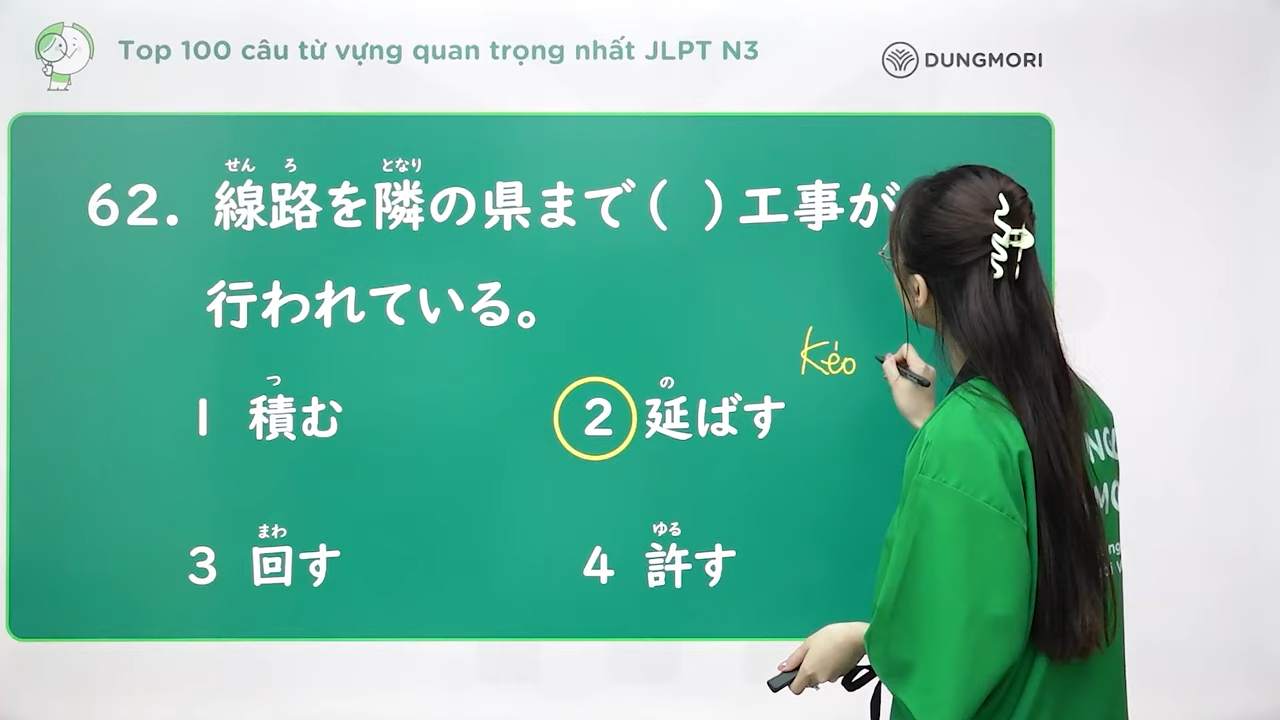 Top 100 câu từ vựng quan trọng nhất JLPT N3
DUNGMORI
せん ろ となり
62. 線路を隣の県まで( )工事が
行われている。
Kéo
つ
1 積む
の
2 延ばす
まわ
3 回す
ゆる
4 許す